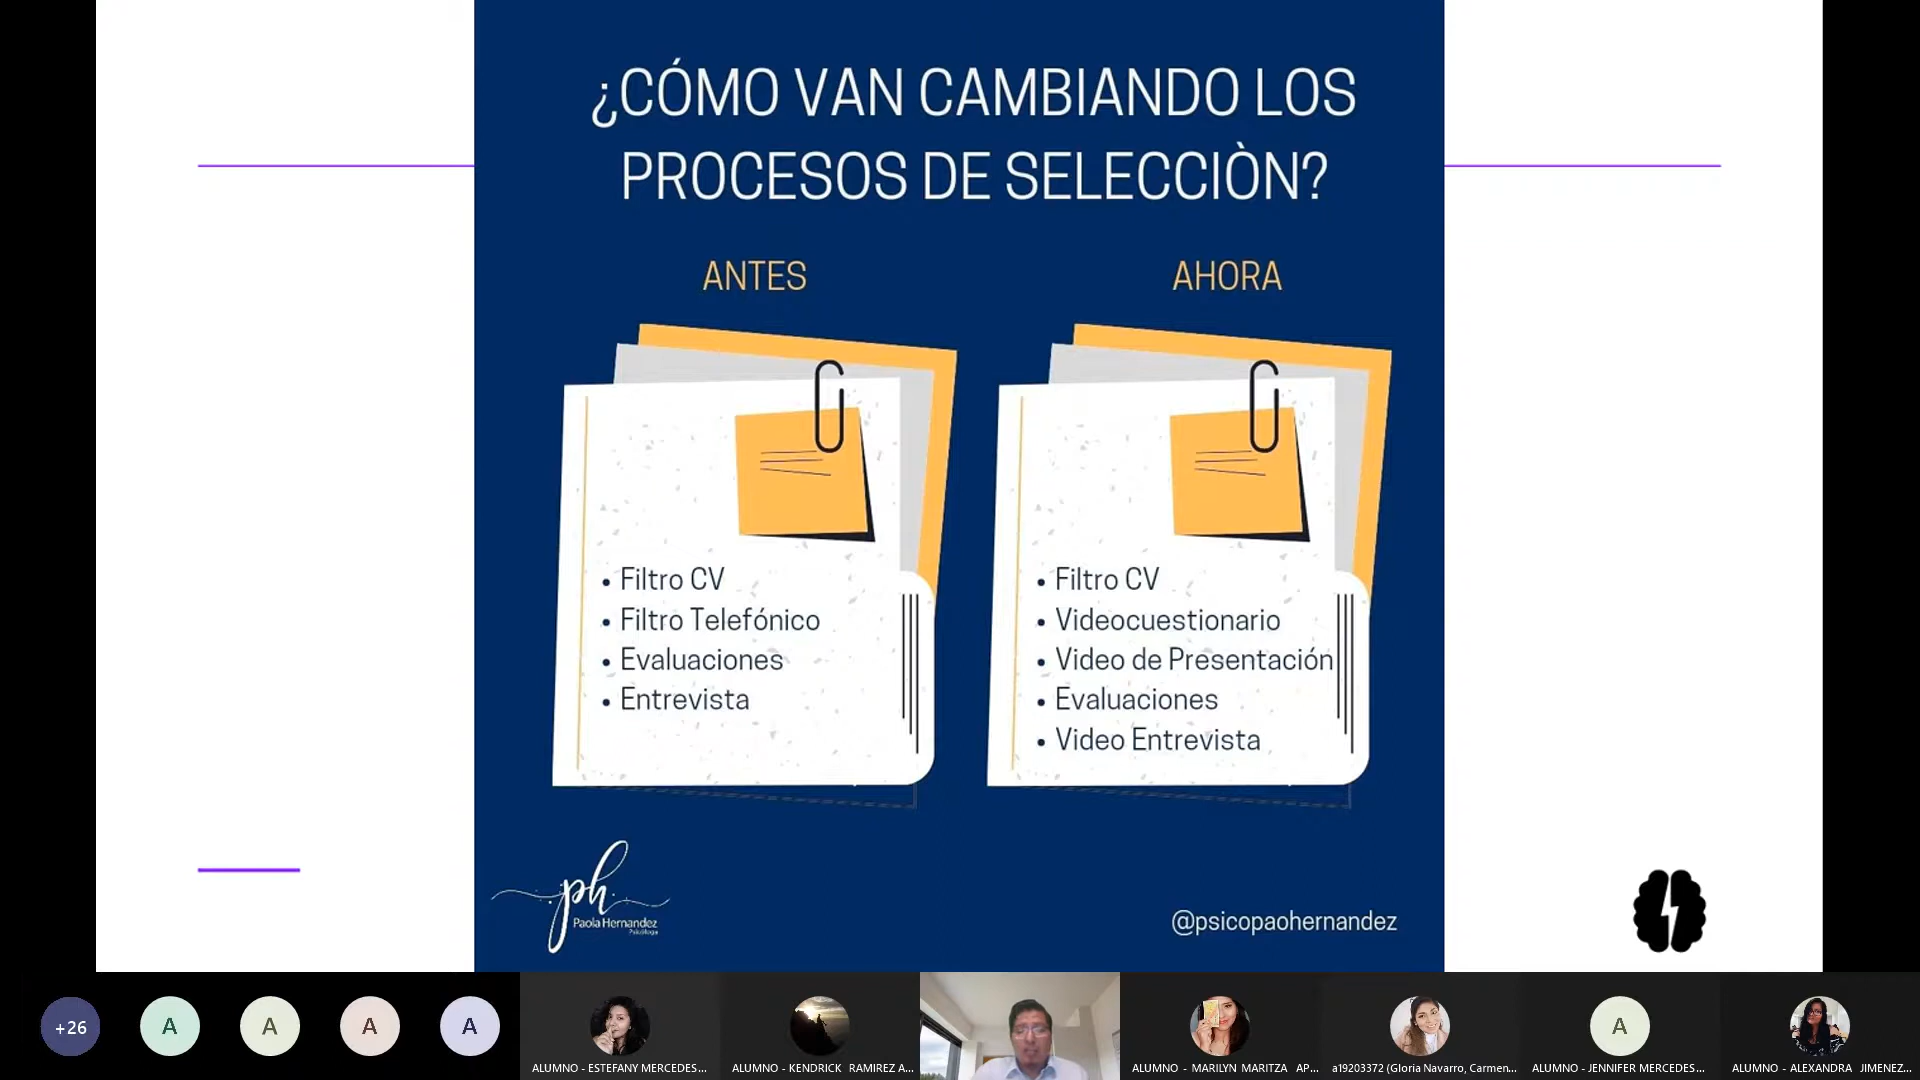 ¿CÓMO VAN CAMBIANDO LOS
PROCESOS DE SELECCIÒN?
ANTES
AHORA
• Filtro CV
• Filtro Telefónico
• Evaluaciones
• Entrevista
• Filtro CV
• Videocuestionario
• Video de Presentación
• Evaluaciones
• Video Entrevista
ph
Paola Hernandez
Psicóloga
@psicopaohernandez
+26
A
A
A
A
ALUMNO - ESTEFANY MERCEDES...
ALUMNO - KENDRICK RAMIREZ A...
ALUMNO - MARILYN MARITZA AP...
a19203372 (Gloria Navarro, Carmen...
A
ALUMNO - JENNIFER MERCEDES...
ALUMNO - ALEXANDRA JIMENEZ...